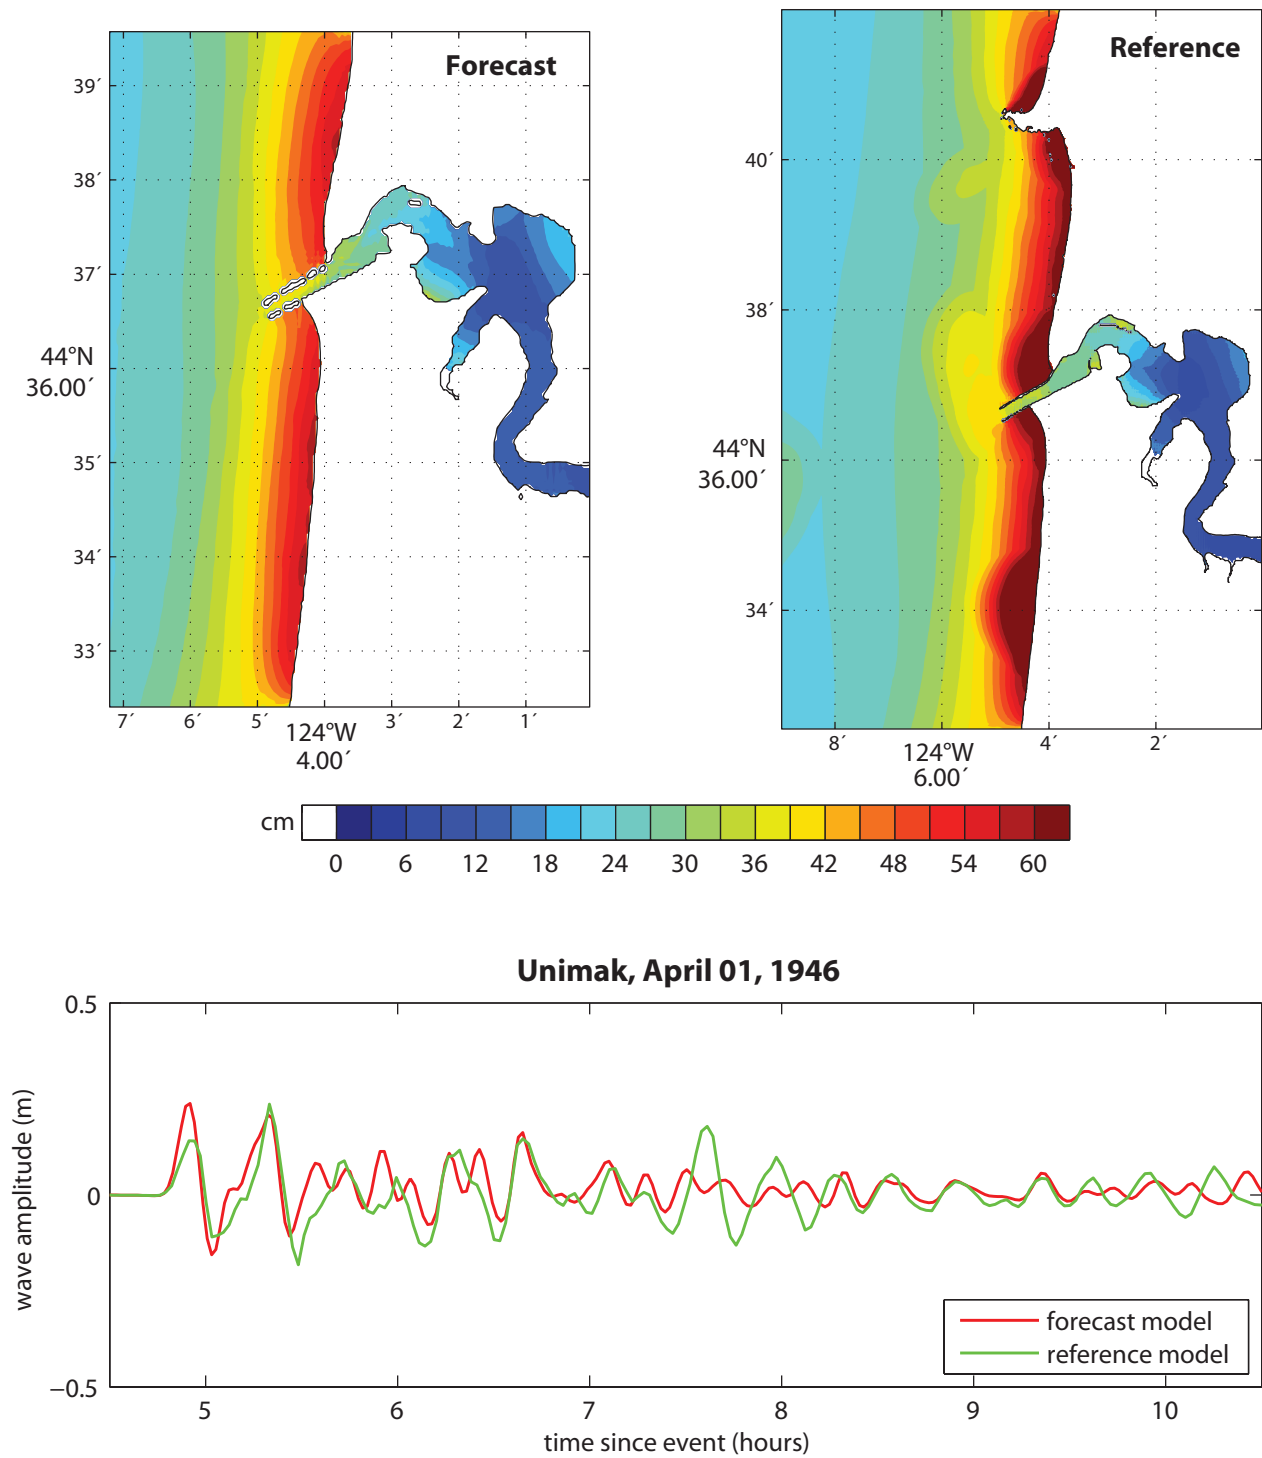 Forecast
39′
38′
37′
44°N
36.00′
35′
34′
33′
7′ 6′ 5′ 3′ 2′ 1′
124°W
4.00′
Reference
40′
38′
44°N
36.00′
34′
8′ 4′ 2′
124°W
6.00′
cm
0 6 12 18 24 30 36 42 48 54 60
Unimak, April 01, 1946
wave amplitude (m)
0.5
0
−0.5
forecast model
reference model
5 6 7 8 9 10
time since event (hours)